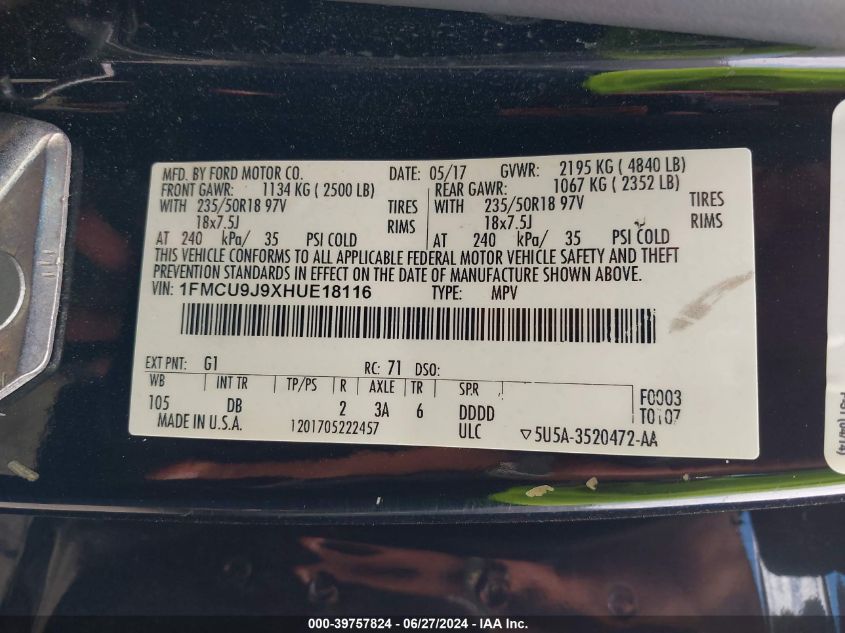 MFD. BY FORD MOTOR CO. DATE: 05/17 GVWR: 2195 KG ( 4840 LB)
FRONT GAWR: 1134 KG ( 2500 LB) REAR GAWR: 1067 KG ( 2352 LB)
WITH 235/50R18 97V TIRES WITH 235/50R18 97V TIRES
18x7.5J RIMS 18x7.5J RIMS
AT 240 kPa/ 35 PSI COLD AT 240 kPa/ 35 PSI COLD
THIS VEHICLE CONFORMS TO ALL APPLICABLE FEDERAL MOTOR VEHICLE SAFETY AND THEFT
PREVENTION STANDARDS IN EFFECT ON THE DATE OF MANUFACTURE SHOWN ABOVE.
VIN: 1FMCU9J9XHUE18116 TYPE: MPV
EXT PNT: G1 RC: 71 DSO:
WB INT TR TP/PS R AXLE TR SPR F0003
105 DB 2 3A 6 DDDD T0107
MADE IN U.S.A. 1201705222457 ULC ▽5U5A-3520472-AA
000-39757824 - 06/27/2024 - IAA Inc.